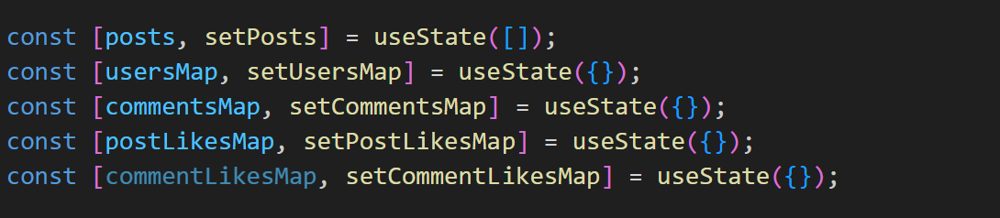 const [posts, setPosts] = useState([]);
const [usersMap, setUsersMap] = useState({});
const [commentsMap, setCommentsMap] = useState({});
const [postLikesMap, setPostLikesMap] = useState({});
const [commentLikesMap, setCommentLikesMap] = useState({});